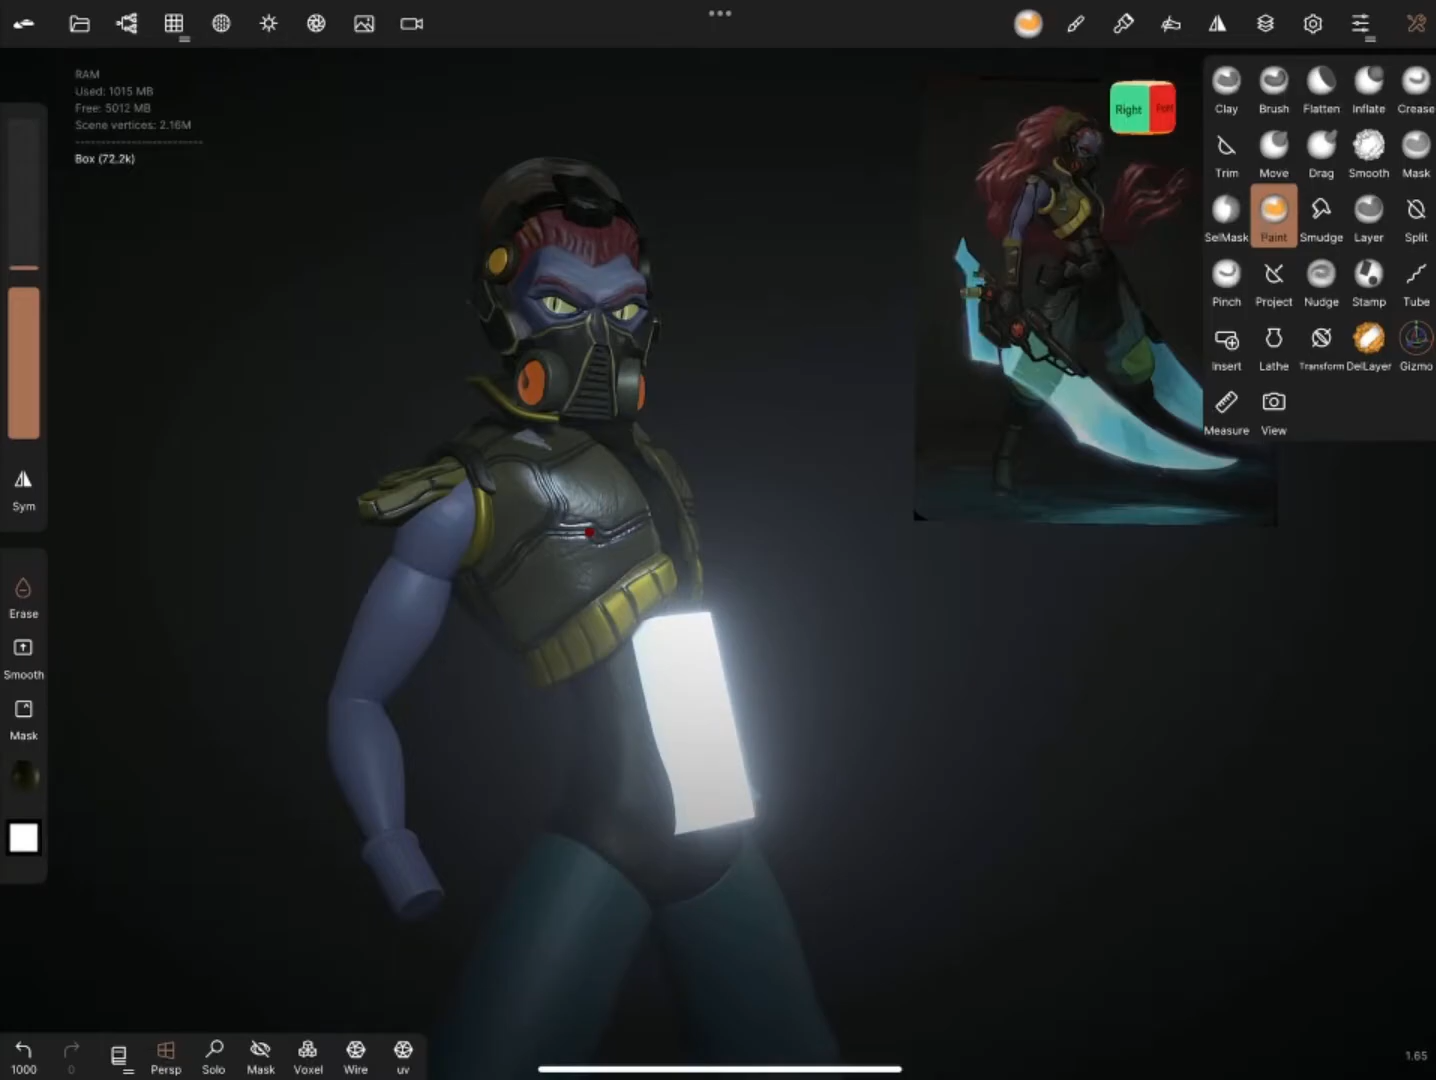 RAM
Used: 1015 MB
Free: 5012 MB
Scene vertices: 2.16M
Box (72.2k)
Right
Clay Brush Flatten Inflate Crease
Trim Move Drag Smooth Mask
SelMask Paint Smudge Layer Split
Pinch Project Nudge Stamp Tube
Insert Lathe Transform DelLayer Gizmo
Measure View
Sym
Erase
Smooth
Mask
1000 0 Persp Solo Mask Voxel Wire uv
1.65